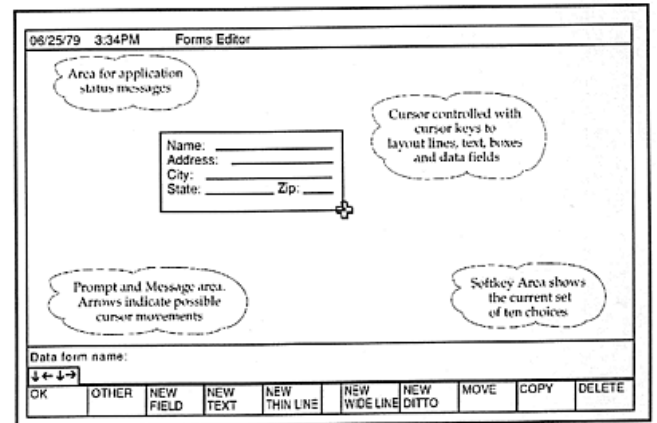 06/25/79 3:34PM Forms Editor
Area for application
status messages
Cursor controlled with
cursor keys to
layout lines, text, boxes
and data fields
Name:
Address:
City:
State: Zip:
Prompt and Message area.
Arrows indicate possible
cursor movements
Softkey Area shows
the current set
of ten choices
Data form name:
↓←↓→
OK OTHER NEW FIELD NEW TEXT NEW THIN LINE NEW WIDE LINE NEW DITTO MOVE COPY DELETE